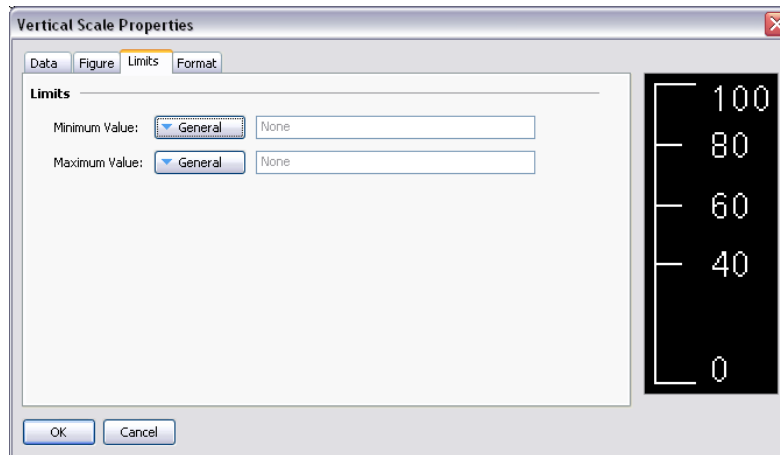 Vertical Scale Properties
Data Figure Limits Format
Limits
Minimum Value: General None
Maximum Value: General None
100
80
60
40
0
OK Cancel